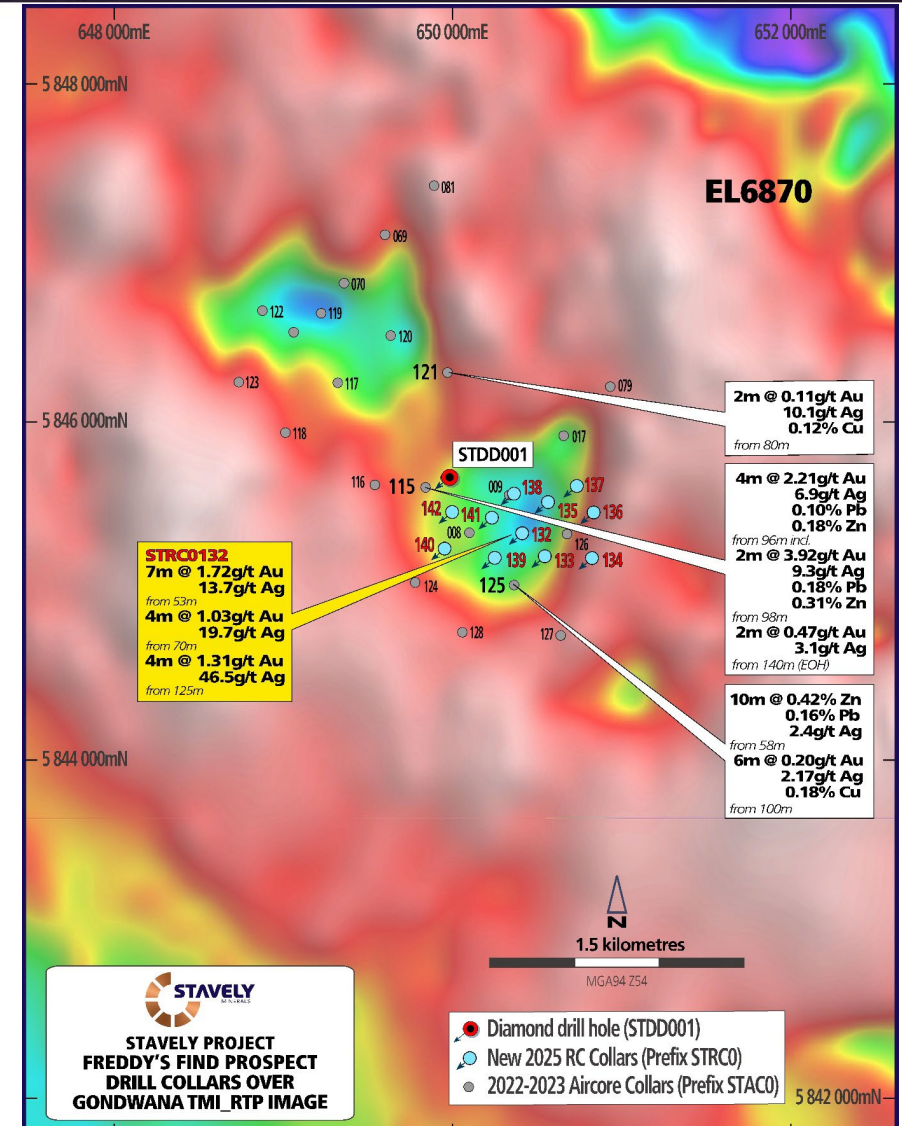 648 000mE
650 000mE
652 000mE
5 848 000mN
EL6870
081
069
070
122
119
120
121
123
117
079
118
5 846 000mN
017
STDD001
116
115
009
138
137
142
141
135
136
008
132
126
140
139
133
134
124
125
128
127
2m @ 0.11g/t Au
10.1g/t Ag
0.12% Cu
from 80m
4m @ 2.21g/t Au
6.9g/t Ag
0.10% Pb
0.18% Zn
from 96m incl.
2m @ 3.92g/t Au
9.3g/t Ag
0.18% Pb
0.31% Zn
from 98m
2m @ 0.47g/t Au
3.1g/t Ag
from 140m (EOH)
STRC0132
7m @ 1.72g/t Au
13.7g/t Ag
from 53m
4m @ 1.03g/t Au
19.7g/t Ag
from 70m
4m @ 1.31g/t Au
46.5g/t Ag
from 125m
10m @ 0.42% Zn
0.16% Pb
2.4g/t Ag
from 58m
6m @ 0.20g/t Au
2.17g/t Ag
0.18% Cu
from 100m
5 844 000mN
N
1.5 kilometres
MGA94 Z54
STAVELY
MINERALS
STAVELY PROJECT
FREDDY'S FIND PROSPECT
DRILL COLLARS OVER
GONDWANA TMI_RTP IMAGE
Diamond drill hole (STDD001)
New 2025 RC Collars (Prefix STRC0)
2022-2023 Aircore Collars (Prefix STAC0)
5 842 000mN